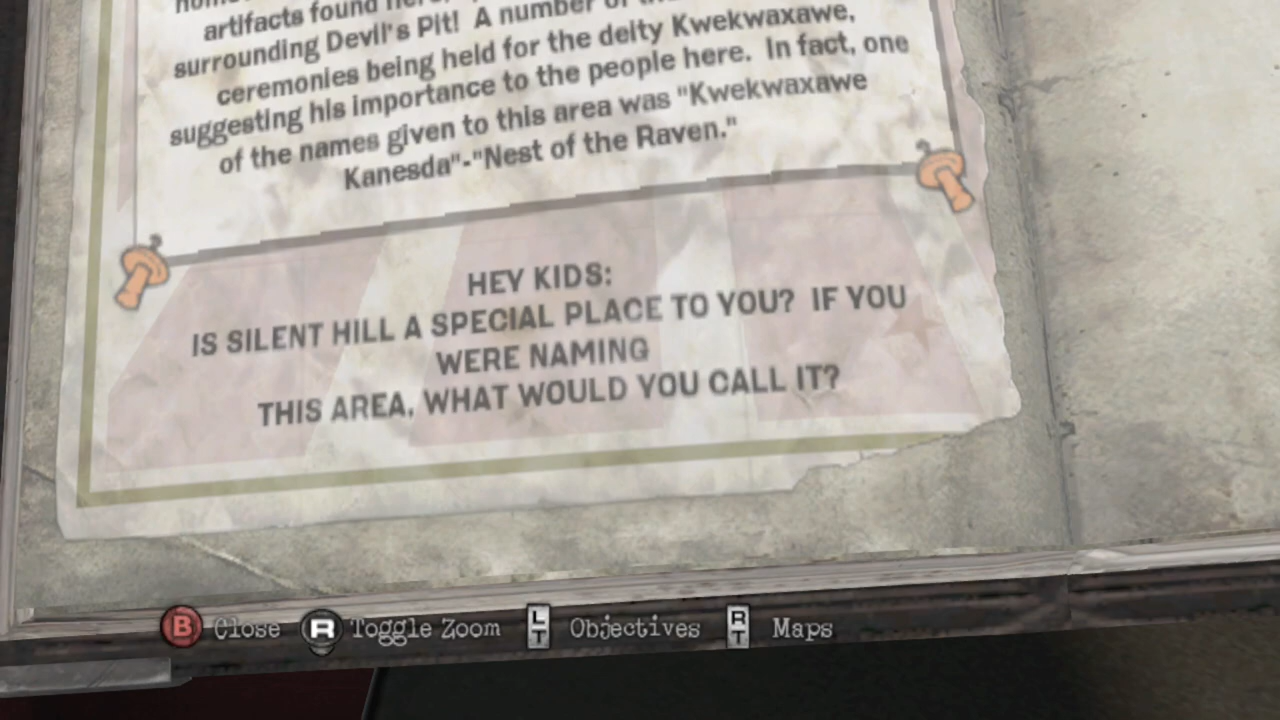 artifacts found
surrounding Devil's Pit! A number of
ceremonies being held for the deity Kwekwaxawe,
suggesting his importance to the people here. In fact, one
of the names given to this area was "Kwekwaxawe
Kanesda"-"Nest of the Raven."
HEY KIDS:
IS SILENT HILL A SPECIAL PLACE TO YOU? IF YOU
WERE NAMING
THIS AREA, WHAT WOULD YOU CALL IT?
B Close R Toggle Zoom LT Objectives RT Maps